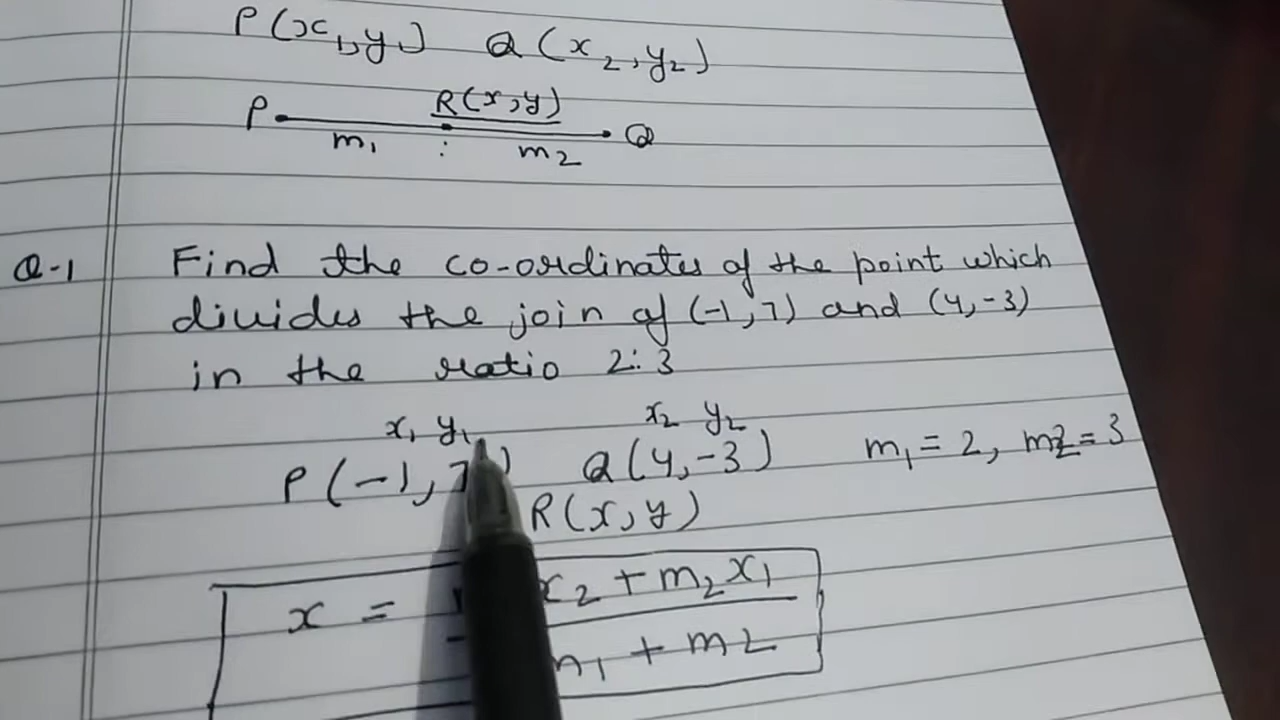 P(x1,y1) Q(x2,y2)
P R(x,y) Q
m1 : m2
Q-1 Find the co-ordinates of the point which
divides the join of (-1,7) and (4,-3)
in the ratio 2:3
x1 y1 x2 y2
P(-1,7) Q(4,-3) m1=2, m2=3
R(x,y)
x = x2+m2x1
+ m2